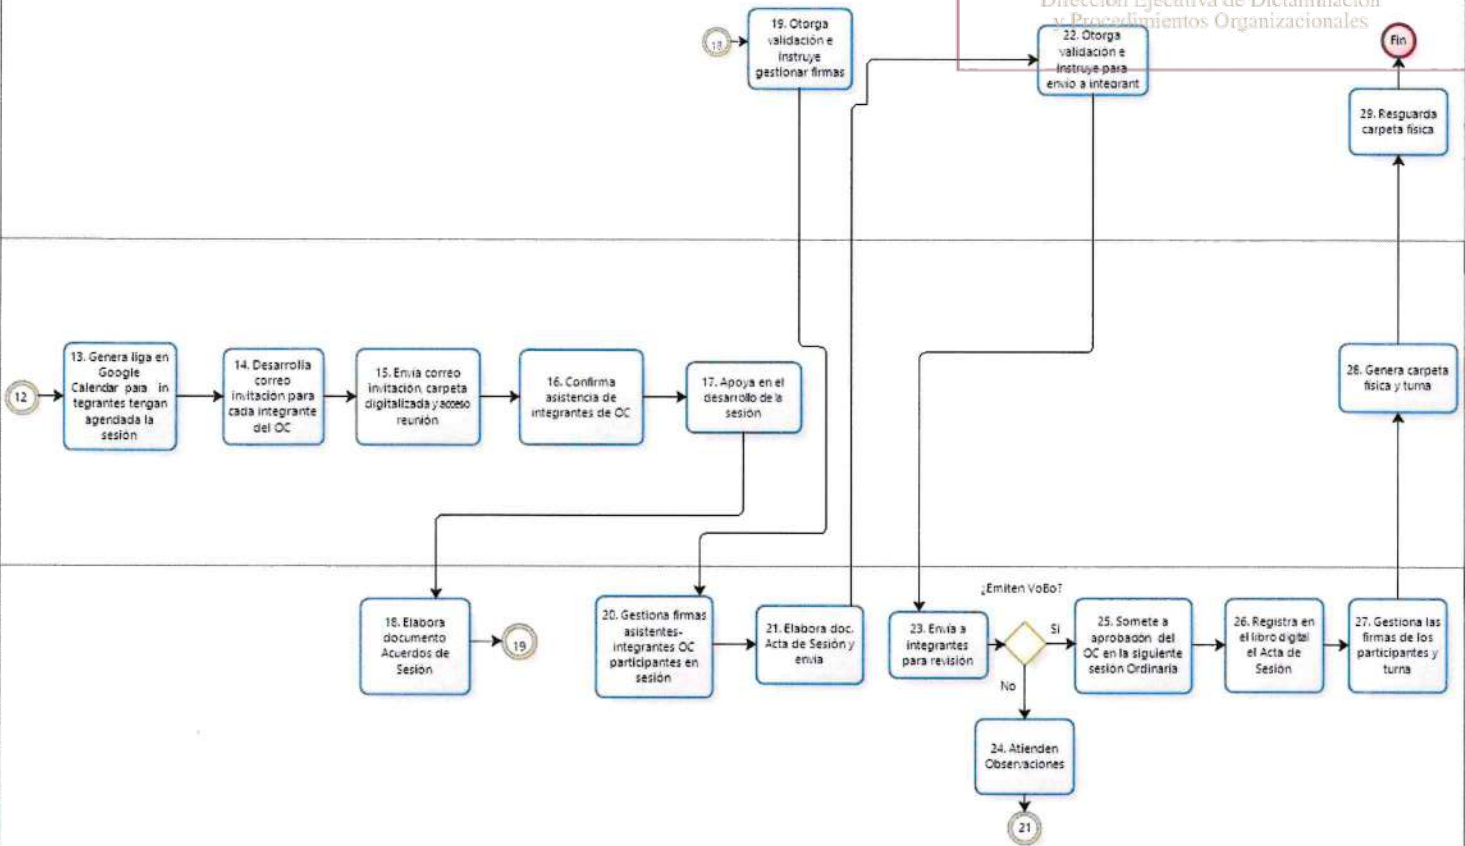 Dirección Ejecutiva de Dictaminación
y Procedimientos Organizacionales
18
19. Otorga
validación e
instruye
gestionar firmas
22. Otorga
validación e
instruye para
envio a integrant
Fin
29. Resguarda
carpeta física
12
13. Genera liga en
Google
Calendar para in
tegrantes tengan
agendada la
sesión
14. Desarrolla
correo
invitación para
cada integrante
del OC
15. Envía correo
invitación, carpeta
digitalizada y acceso
reunión
16. Confirma
asistencia de
integrantes de OC
17. Apoya en el
desarrollo de la
sesión
28. Genera carpeta
física y turna
18. Elabora
documento
Acuerdos de
Sesión
19
20. Gestiona firmas
asistentes-
integrantes OC
participantes en
sesión
21. Elabora doc.
Acta de Sesión y
envía
23. Envía a
integrantes
para revisión
¿Emiten VoBo?
Si
No
24. Atienden
Observaciones
21
25. Somete a
aprobación del
OC en la siguiente
sesión Ordinaria
26. Registra en
el libro digital
el Acta de
Sesión
27. Gestiona las
firmas de los
participantes y
turna